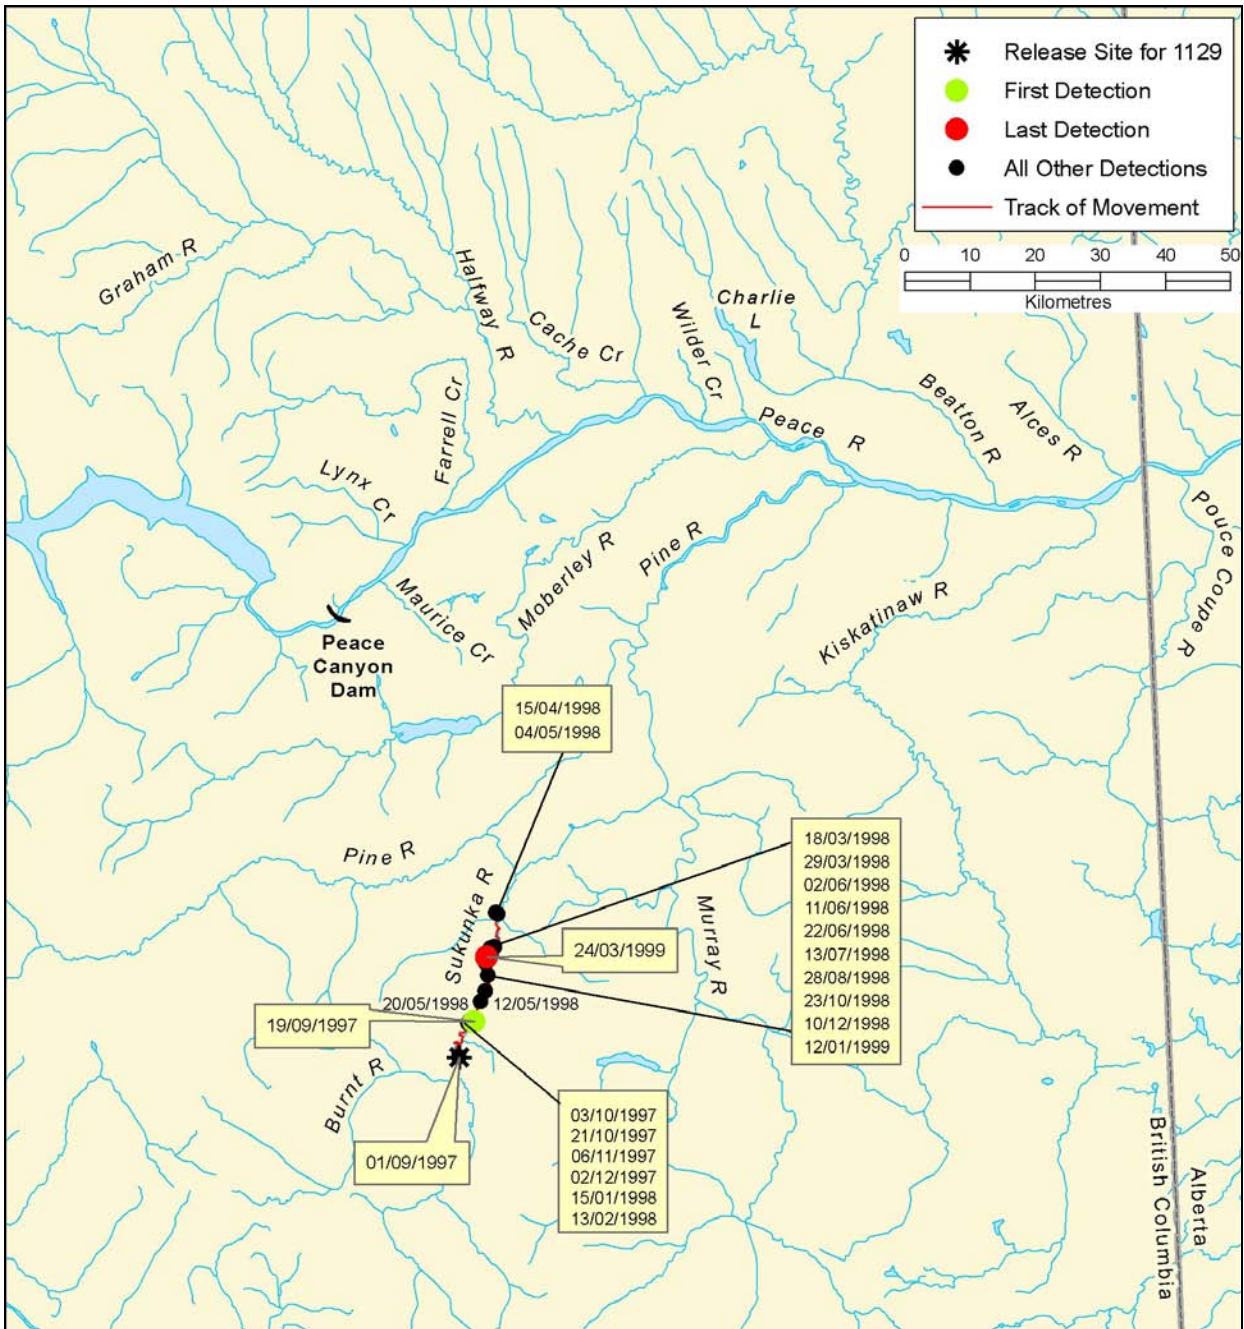 Release Site for 1129
First Detection
Last Detection
All Other Detections
Track of Movement
0 10 20 30 40 50
Kilometres
Graham R
Halfway R
Cache Cr
Charlie
L
Wilder Cr
Farrell Cr
Lynx Cr
Peace R
Beatton R
Alces R
Pouce Coupe R
Moberley R
Pine R
Maurice Cr
Kiskatinaw R
Peace
Canyon
Dam
15/04/1998
04/05/1998
Pine R
Sukunka R
Murray R
18/03/1998
29/03/1998
02/06/1998
11/06/1998
22/06/1998
13/07/1998
28/08/1998
23/10/1998
10/12/1998
12/01/1999
24/03/1999
20/05/1998
12/05/1998
19/09/1997
Burnt R
01/09/1997
03/10/1997
21/10/1997
06/11/1997
02/12/1997
15/01/1998
13/02/1998
British Columbia
Alberta